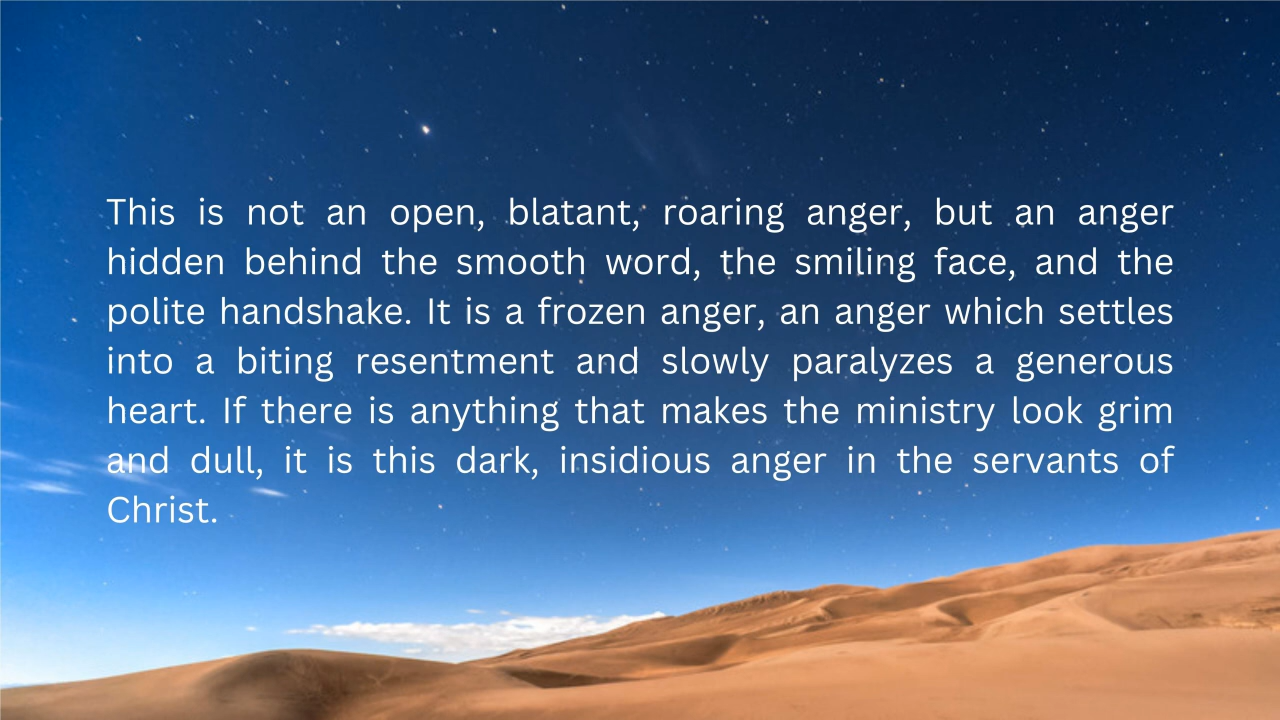 This is not an open, blatant, roaring anger, but an anger
hidden behind the smooth word, the smiling face, and the
polite handshake. It is a frozen anger, an anger which settles
into a biting resentment and slowly paralyzes a generous
heart. If there is anything that makes the ministry look grim
and dull, it is this dark, insidious anger in the servants of
Christ.